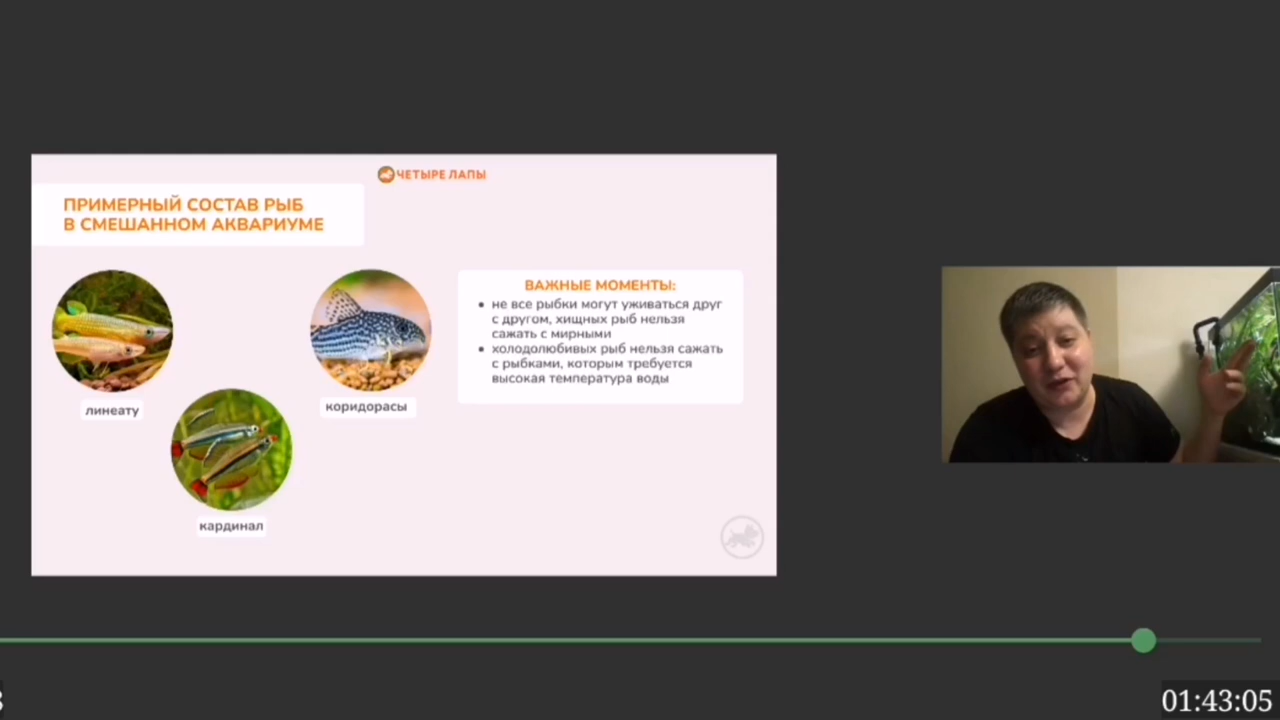 ЧЕТЫРЕ ЛАПЫ
ПРИМЕРНЫЙ СОСТАВ РЫБ
В СМЕШАННОМ АКВАРИУМЕ
линеату
коридорасы
кардинал
ВАЖНЫЕ МОМЕНТЫ:
• не все рыбки могут уживаться друг
с другом, хищных рыб нельзя
сажать с мирными
• холодолюбивых рыб нельзя сажать
с рыбками, которым требуется
высокая температура воды
01:43:05